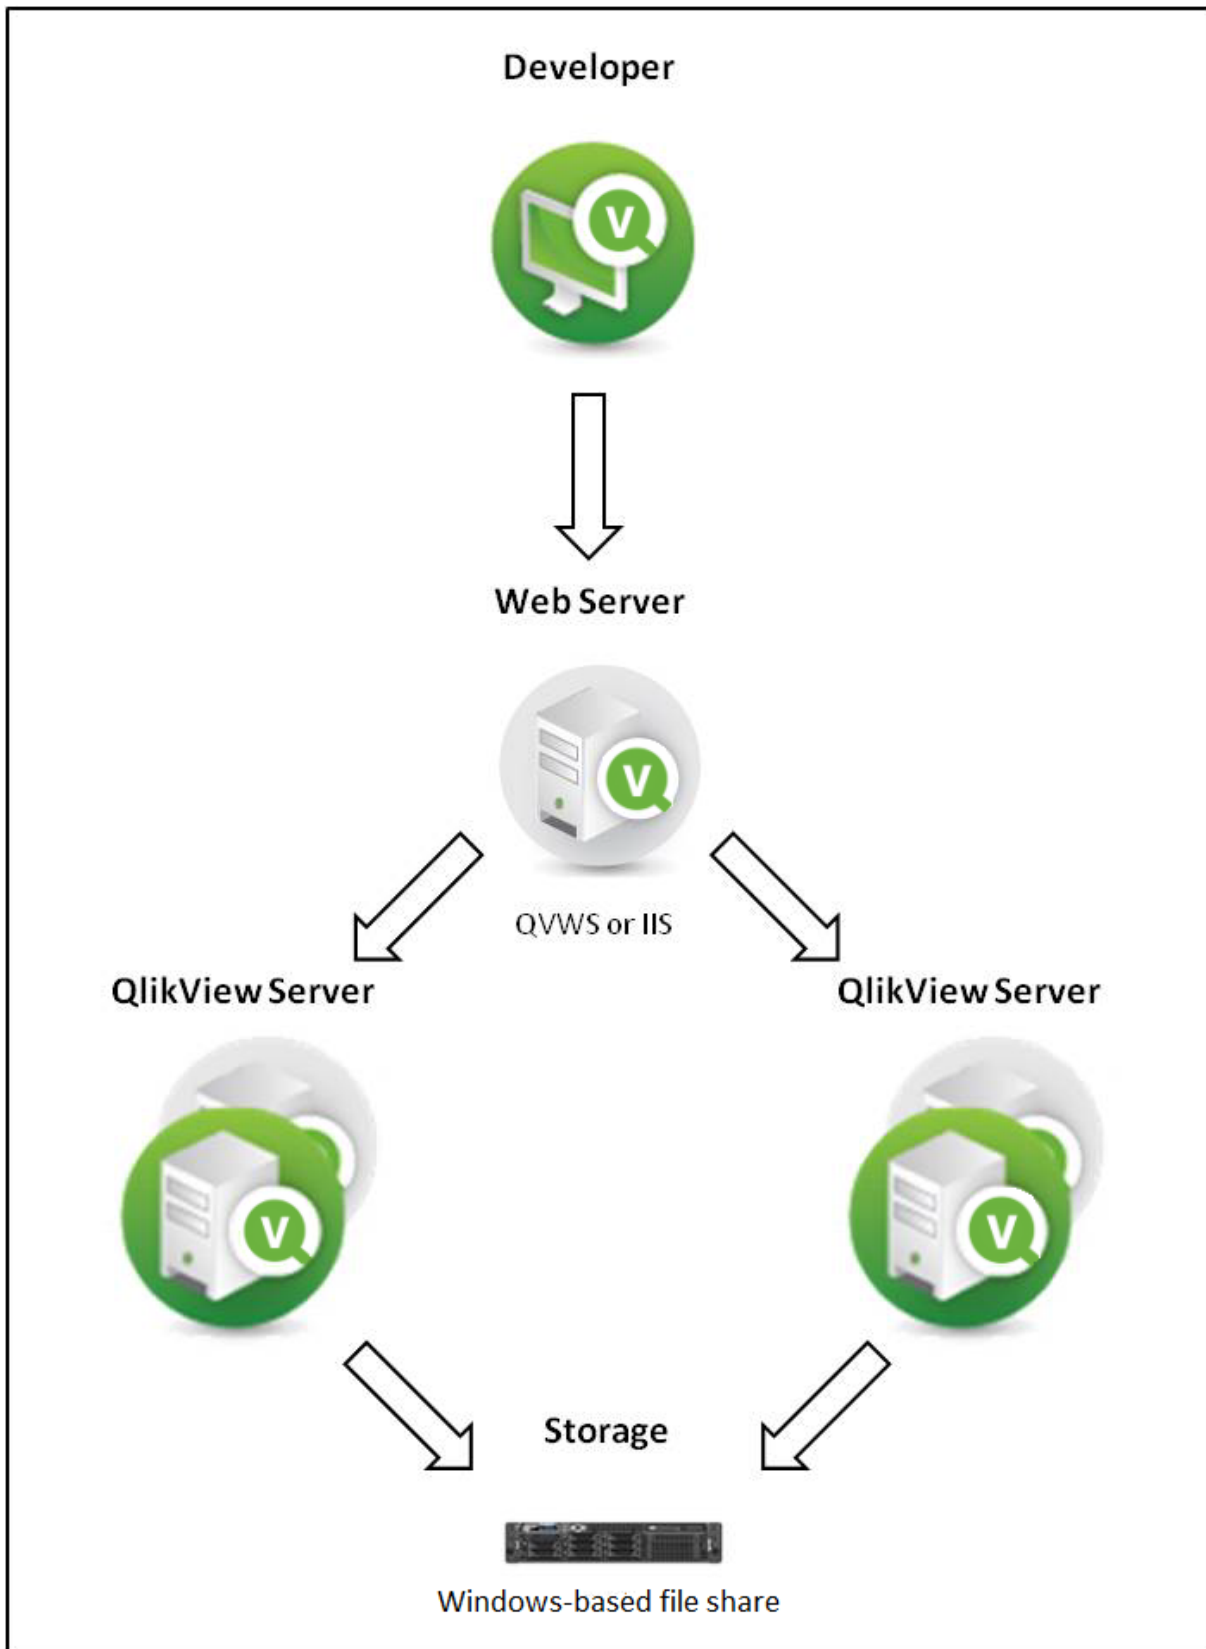 Developer
V
Web Server
V
QVWS or IIS
QlikView Server
QlikView Server
V
V
Storage
Windows-based file share